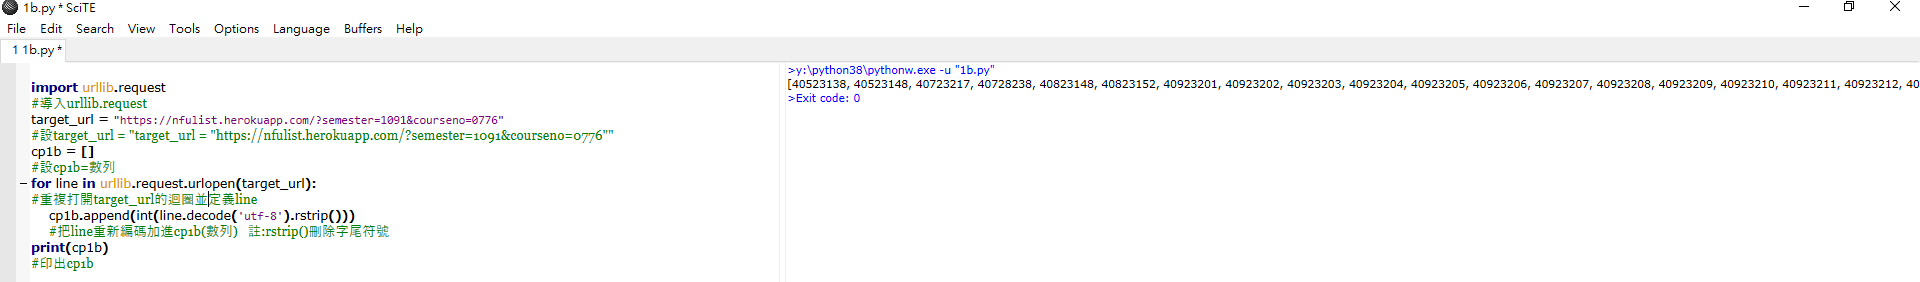 1b.py * SciTE
File Edit Search View Tools Options Language Buffers Help
1 1b.py *
import urllib.request
#導入urllib.request
target_url = "https://nfulist.herokuapp.com/?semester=1091&courseno=0776"
#設target_url = "target_url = "https://nfulist.herokuapp.com/?semester=1091&courseno=0776""
cp1b = []
#設cp1b=數列
for line in urllib.request.urlopen(target_url):
#重複打開target_url的迴圈並定義line
cp1b.append(int(line.decode('utf-8').rstrip()))
#把line重新編碼加進cp1b(數列) 註:rstrip()刪除字尾符號
print(cp1b)
#印出cp1b
>y:\python38\pythonw.exe -u "1b.py"
[40523138, 40523148, 40723217, 40728238, 40823148, 40823152, 40923201, 40923202, 40923203, 40923204, 40923205, 40923206, 40923207, 40923208, 40923209, 40923210, 40923211, 40923212, 40
>Exit code: 0